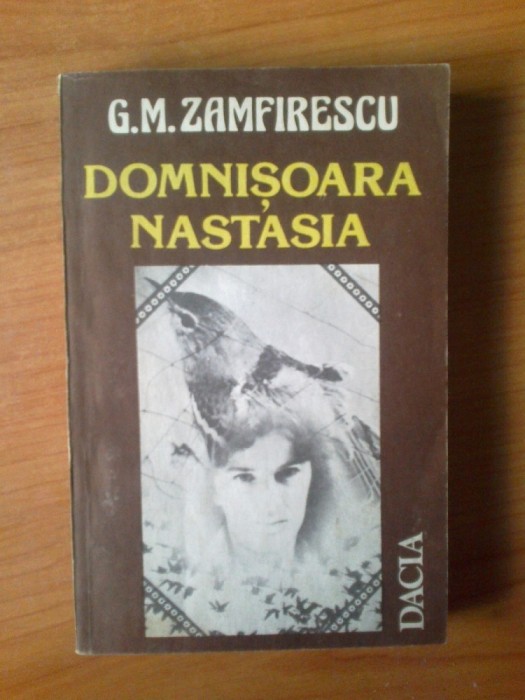 G.M. ZAMFIRESCU
DOMNIȘOARA
NASTASIA
DACIA